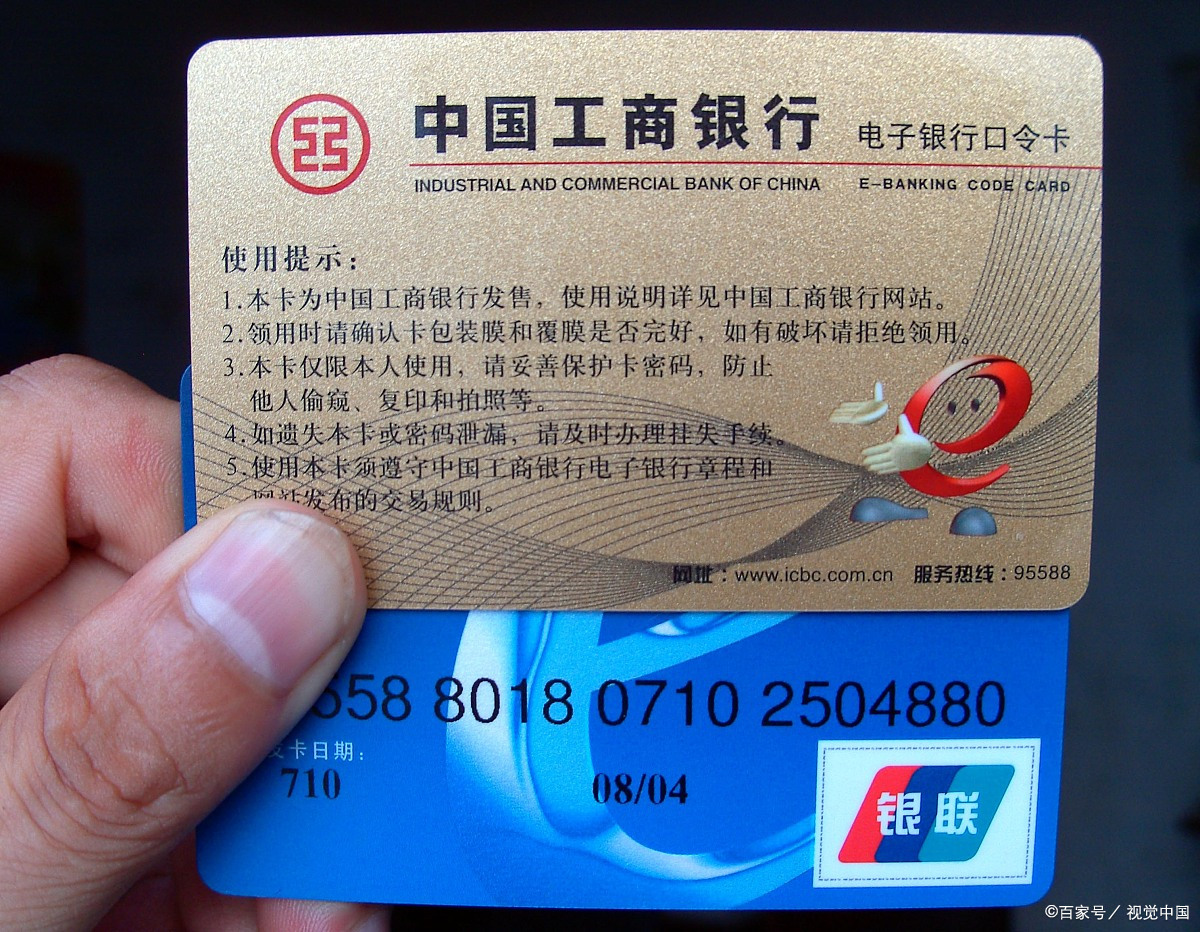 中国工商银行 电子银行口令卡
INDUSTRIAL AND COMMERCIAL BANK OF CHINA E-BANKING CODE CARD
使用提示：
1.本卡为中国工商银行发售，使用说明详见中国工商银行网站。
2.领用时请确认卡包装膜和覆膜是否完好，如有破坏请拒绝领用。
3.本卡仅限本人使用，请妥善保护卡密码，防止
他人偷窥、复印和拍照等。
4.如遗失本卡或密码泄漏，请及时办理挂失手续。
5.使用本卡须遵守中国工商银行电子银行章程和
网站发布的交易规则。
网址：www.icbc.com.cn 服务热线：95588
558 8018 0710 2504880
发卡日期：
710 08/04
银联
©百家号／视觉中国